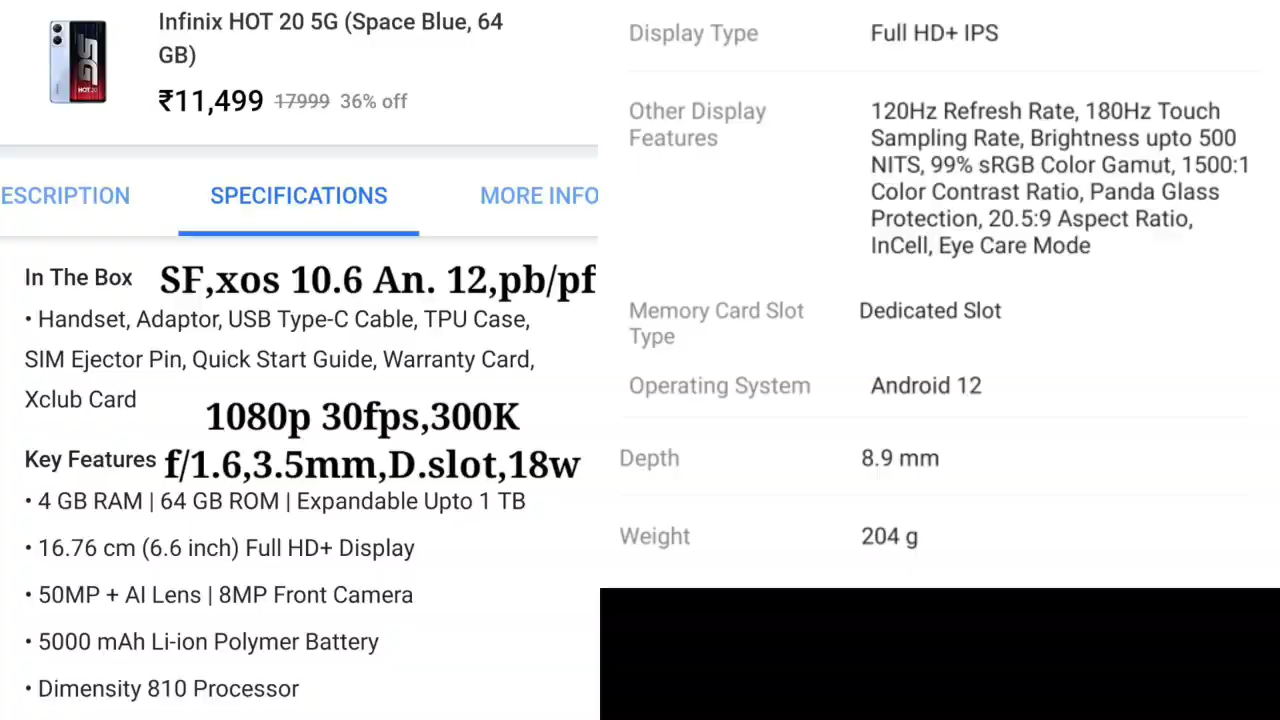 Infinix HOT 20 5G (Space Blue, 64
GB)
₹11,499 17999 36% off
ESCRIPTION SPECIFICATIONS MORE INFO
In The Box SF,xos 10.6 An. 12,pb/pf
• Handset, Adaptor, USB Type-C Cable, TPU Case,
SIM Ejector Pin, Quick Start Guide, Warranty Card,
Xclub Card
1080p 30fps,300K
Key Features f/1.6,3.5mm,D.slot,18w
• 4 GB RAM | 64 GB ROM | Expandable Upto 1 TB
• 16.76 cm (6.6 inch) Full HD+ Display
• 50MP + AI Lens | 8MP Front Camera
• 5000 mAh Li-ion Polymer Battery
• Dimensity 810 Processor
5G
HOT 20
Display Type Full HD+ IPS
Other Display 120Hz Refresh Rate, 180Hz Touch
Features Sampling Rate, Brightness upto 500
NITS, 99% sRGB Color Gamut, 1500:1
Color Contrast Ratio, Panda Glass
Protection, 20.5:9 Aspect Ratio,
InCell, Eye Care Mode
Memory Card Slot Dedicated Slot
Type
Operating System Android 12
Depth 8.9 mm
Weight 204 g